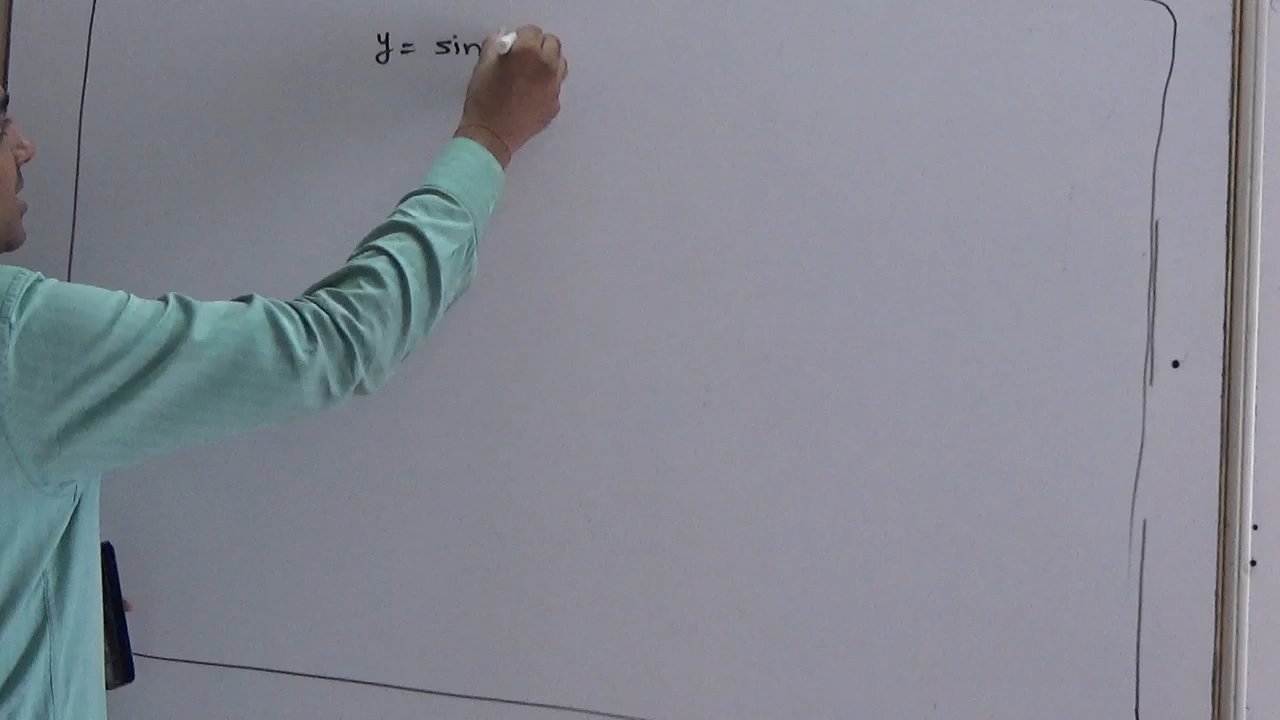 y = sin